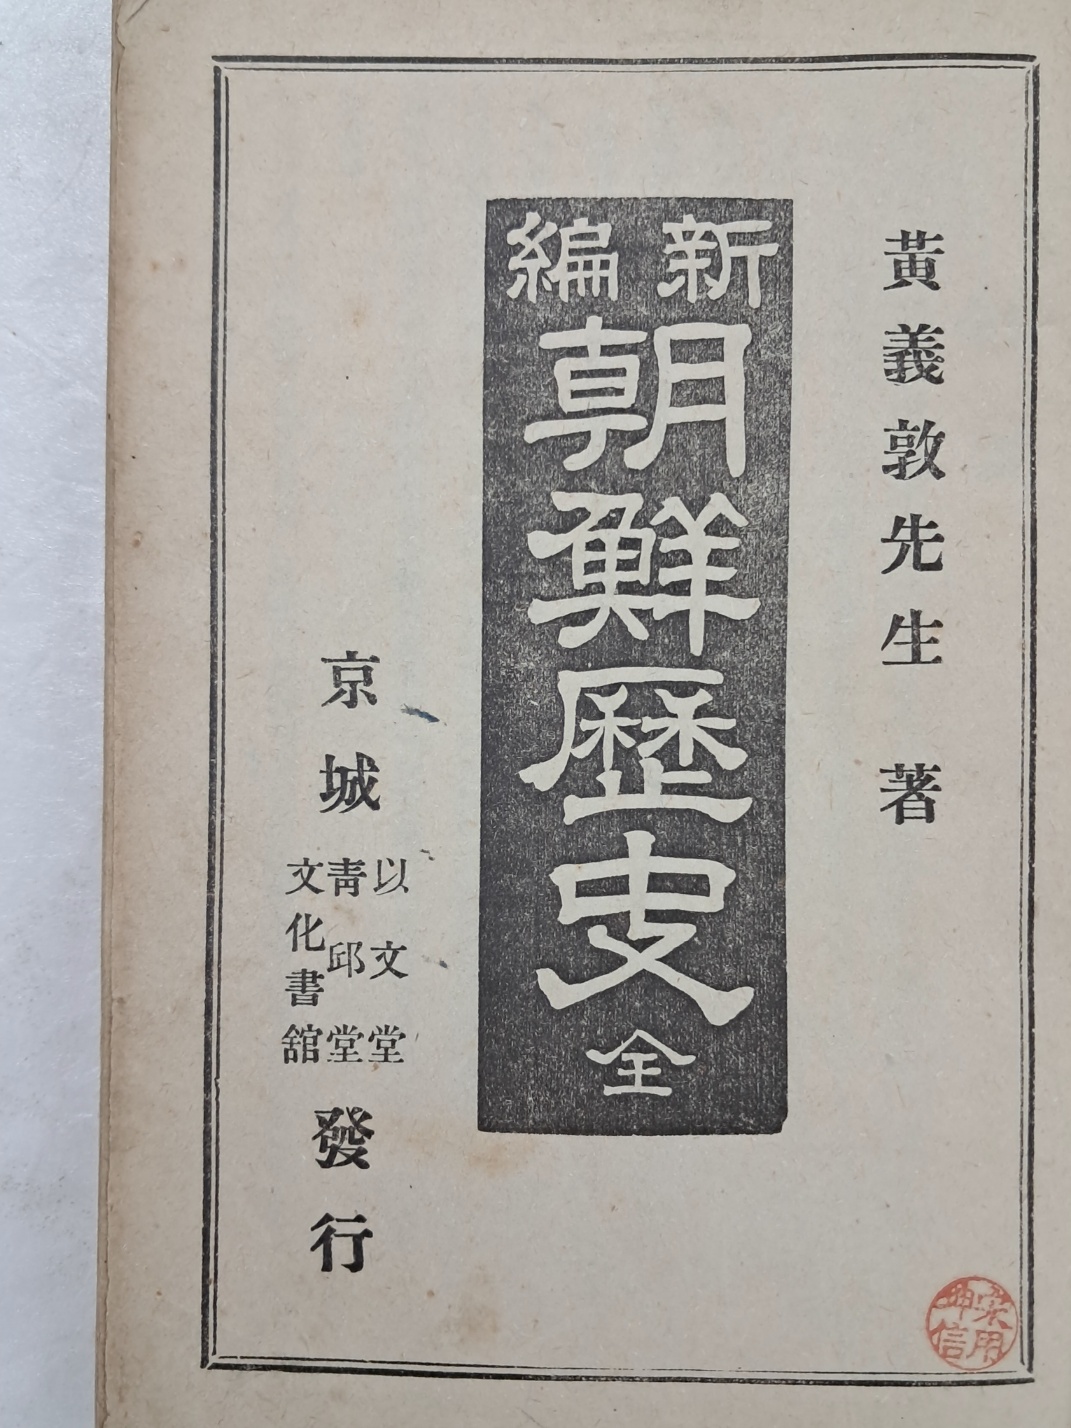 黃義敦先生 著
新編
朝鮮歷史
全
京城
以文堂
青邱堂
文化書舘
發行